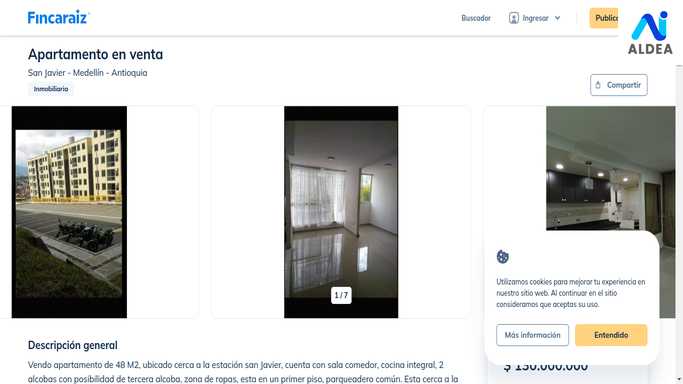 Fincaraiz
Buscador
Ingresar
Public
ALDEA
Apartamento en venta
San Javier - Medellín - Antioquia
Inmobiliario
Compartir
1 / 7
Utilizamos cookies para mejorar tu experiencia en
nuestro sitio web. Al continuar en el sitio
consideramos que aceptas su uso.
Más información
Entendido
$ 130.000.000
Descripción general
Vendo apartamento de 48 M2, ubicado cerca a la estación san Javier, cuenta con sala comedor, cocina integral, 2
alcobas con posibilidad de tercera alcoba, zona de ropas, esta en un primer piso, parqueadero común. Esta cerca a la